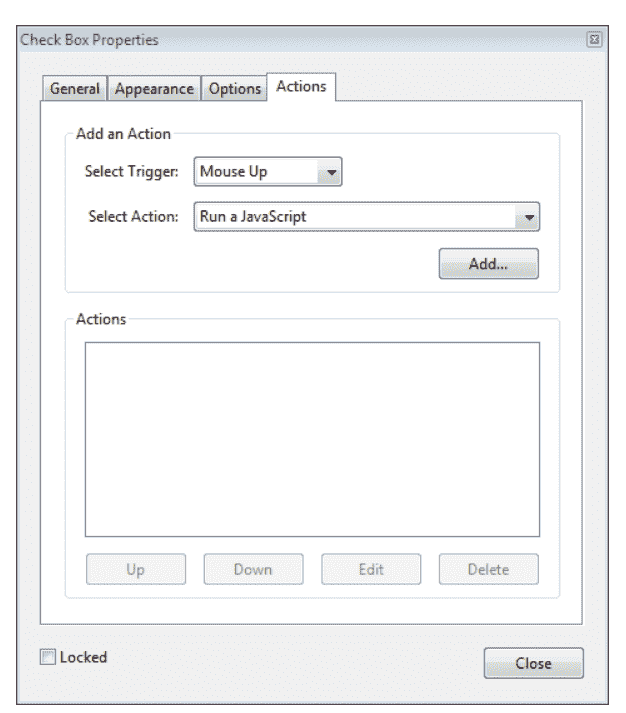 Check Box Properties
General Appearance Options Actions
Add an Action
Select Trigger: Mouse Up
Select Action: Run a JavaScript
Add...
Actions
Up Down Edit Delete
Locked
Close